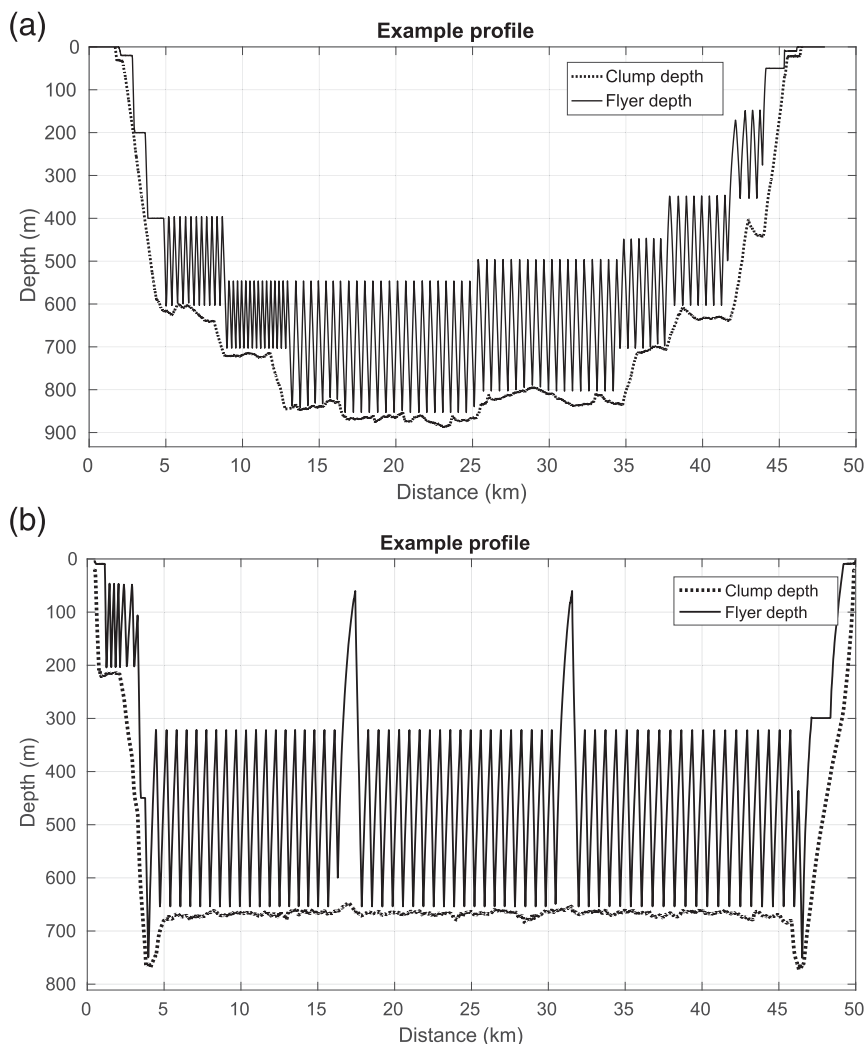 (a)
Example profile
Clump depth
Flyer depth
0
100
200
300
400
500
600
700
800
900
Depth (m)
0 5 10 15 20 25 30 35 40 45 50
Distance (km)
(b)
Example profile
Clump depth
Flyer depth
0
100
200
300
400
500
600
700
800
Depth (m)
0 5 10 15 20 25 30 35 40 45 50
Distance (km)